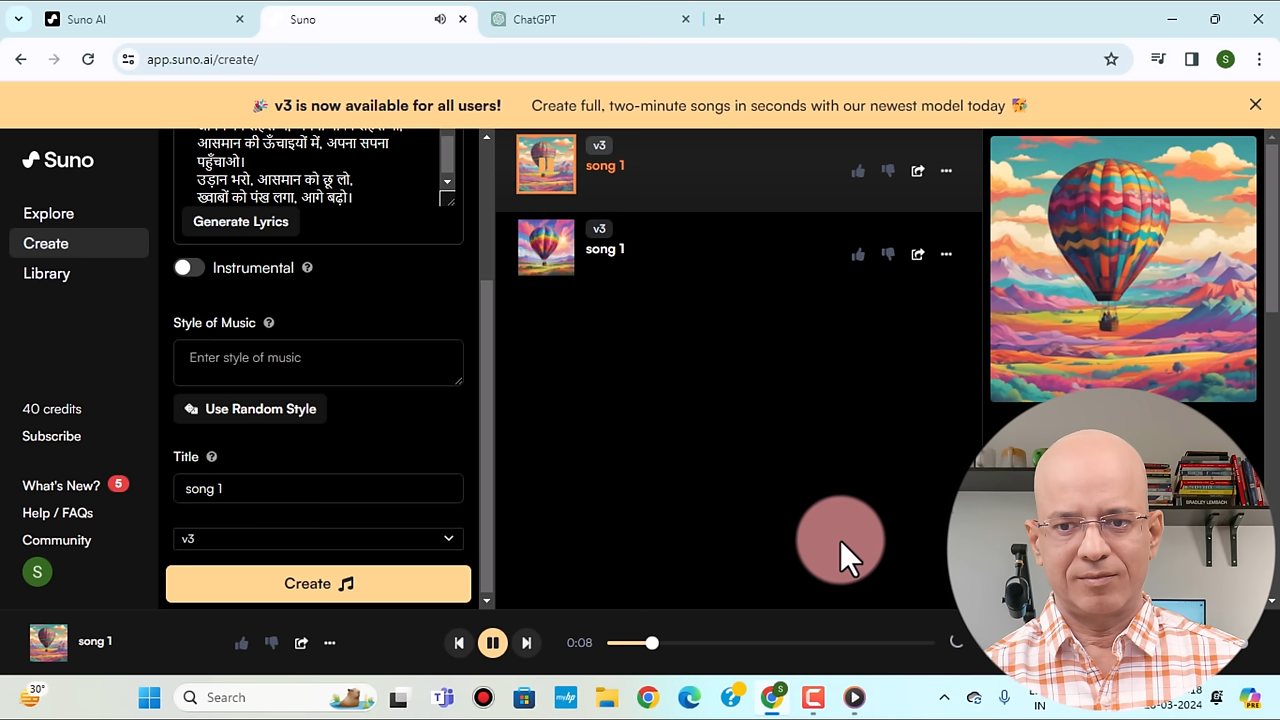 Suno AI
Suno
ChatGPT
app.suno.ai/create/
S
🎉 v3 is now available for all users! Create full, two-minute songs in seconds with our newest model today 🥳
Suno
Explore
Create
Library
40 credits
Subscribe
What's New? 5
Help / FAQs
Community
S
आसमान की ऊँचाइयों में, अपना सपना
पहुँचाओ।
उड़ान भरो, आसमान को छू लो,
ख्वाबों को पंख लगा, आगे बढ़ो।
Generate Lyrics
Instrumental
Style of Music
Enter style of music
Use Random Style
Title
song 1
v3
Create
v3
song 1
v3
song 1
BRADLEY LEMBACH
song 1
0:08
30°
Search
IN
PRE